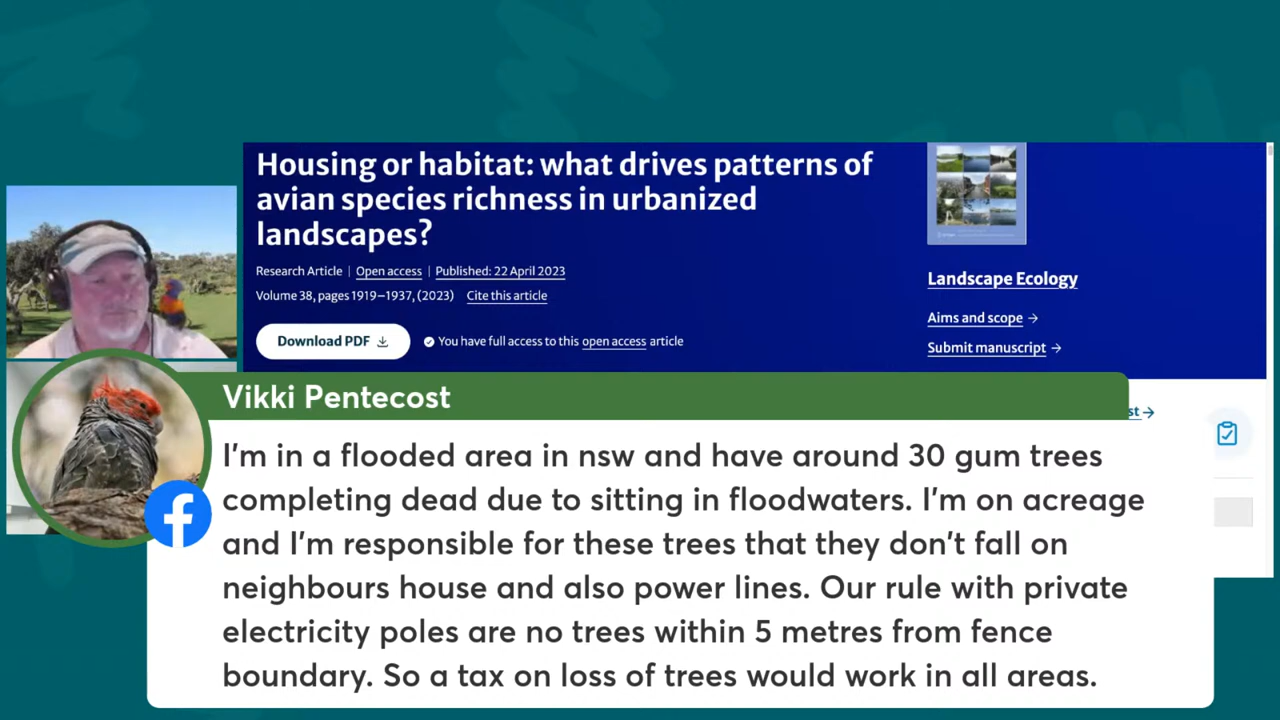 Housing or habitat: what drives patterns of
avian species richness in urbanized
landscapes?
Research Article | Open access | Published: 22 April 2023
Volume 38, pages 1919–1937, (2023) Cite this article
Download PDF
You have full access to this open access article
Landscape Ecology
Aims and scope →
Submit manuscript →
st →
Vikki Pentecost
I'm in a flooded area in nsw and have around 30 gum trees
completing dead due to sitting in floodwaters. I'm on acreage
and I'm responsible for these trees that they don't fall on
neighbours house and also power lines. Our rule with private
electricity poles are no trees within 5 metres from fence
boundary. So a tax on loss of trees would work in all areas.